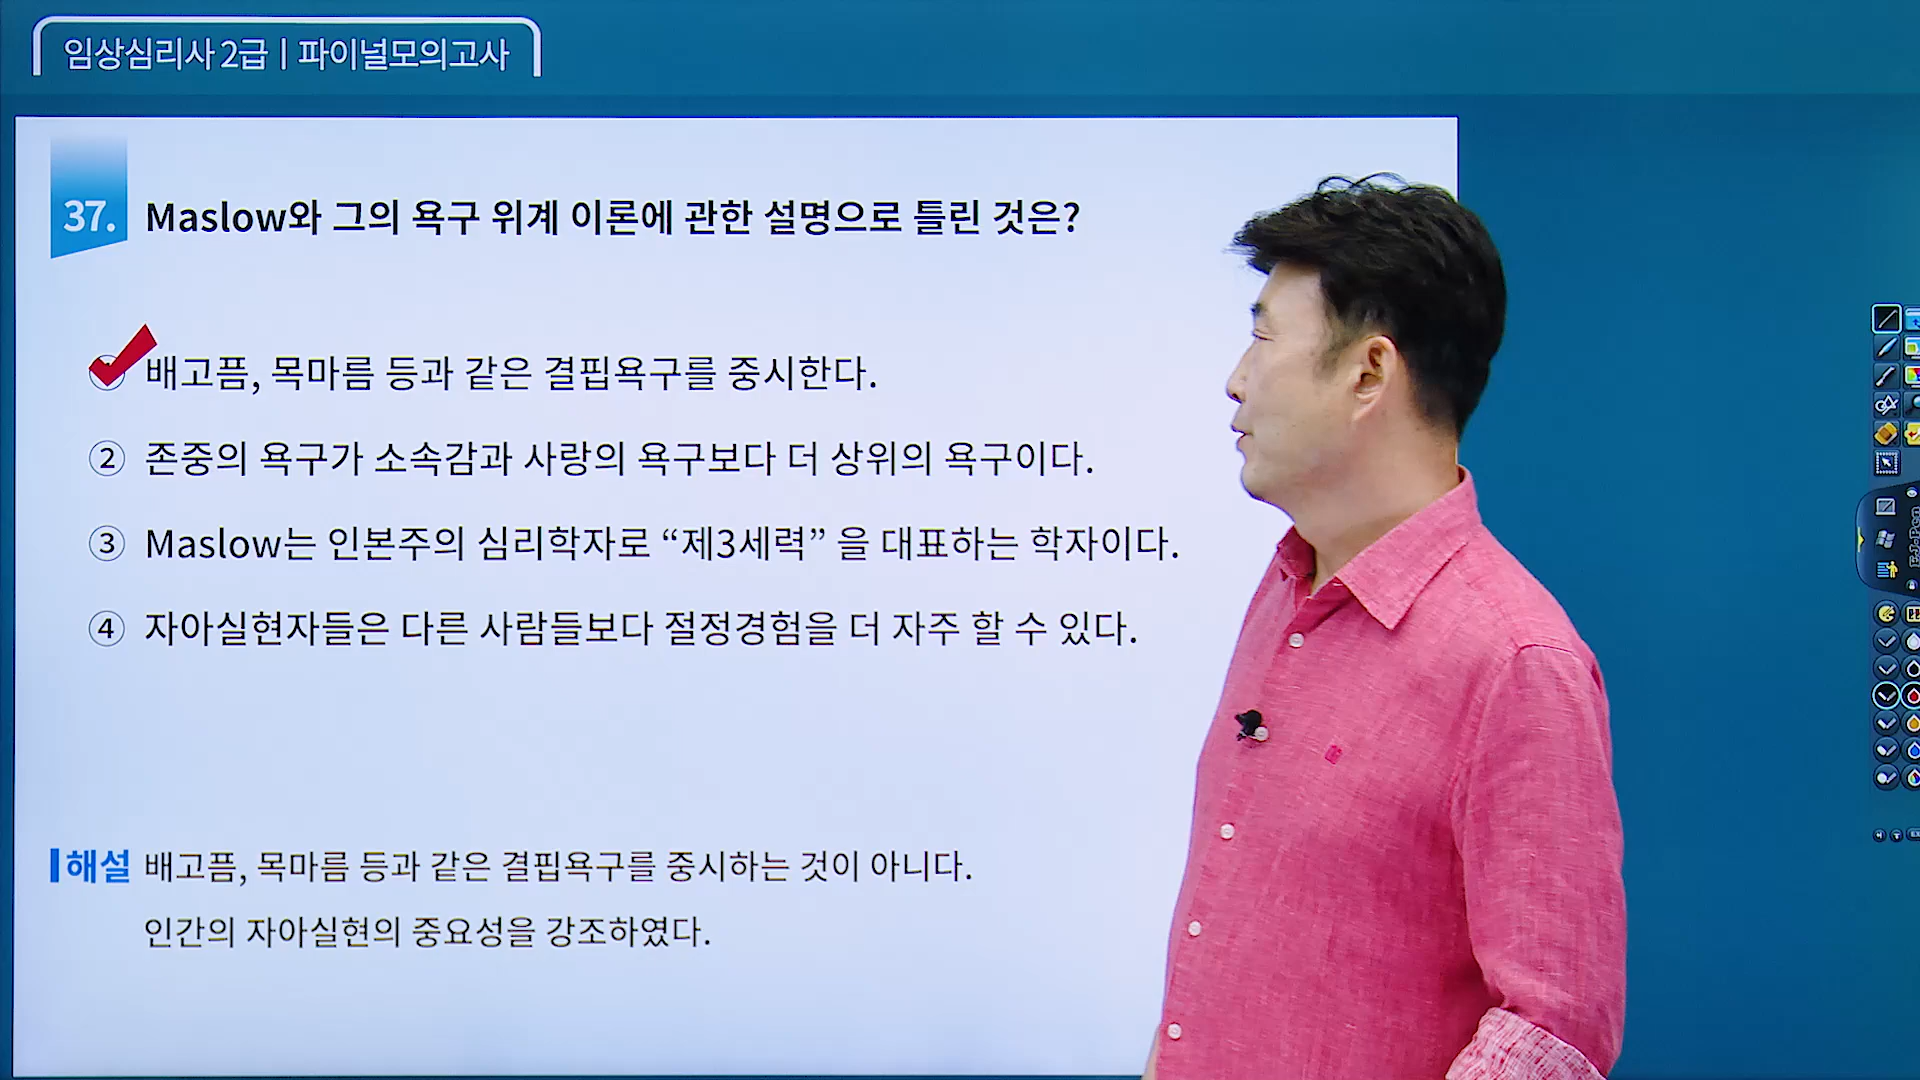 임상심리사 2급 | 파이널모의고사
37. Maslow와 그의 욕구 위계 이론에 관한 설명으로 틀린 것은?
배고픔, 목마름 등과 같은 결핍욕구를 중시한다.
② 존중의 욕구가 소속감과 사랑의 욕구보다 더 상위의 욕구이다.
③ Maslow는 인본주의 심리학자로 “제3세력” 을 대표하는 학자이다.
④ 자아실현자들은 다른 사람들보다 절정경험을 더 자주 할 수 있다.
해설 배고픔, 목마름 등과 같은 결핍욕구를 중시하는 것이 아니다.
인간의 자아실현의 중요성을 강조하였다.